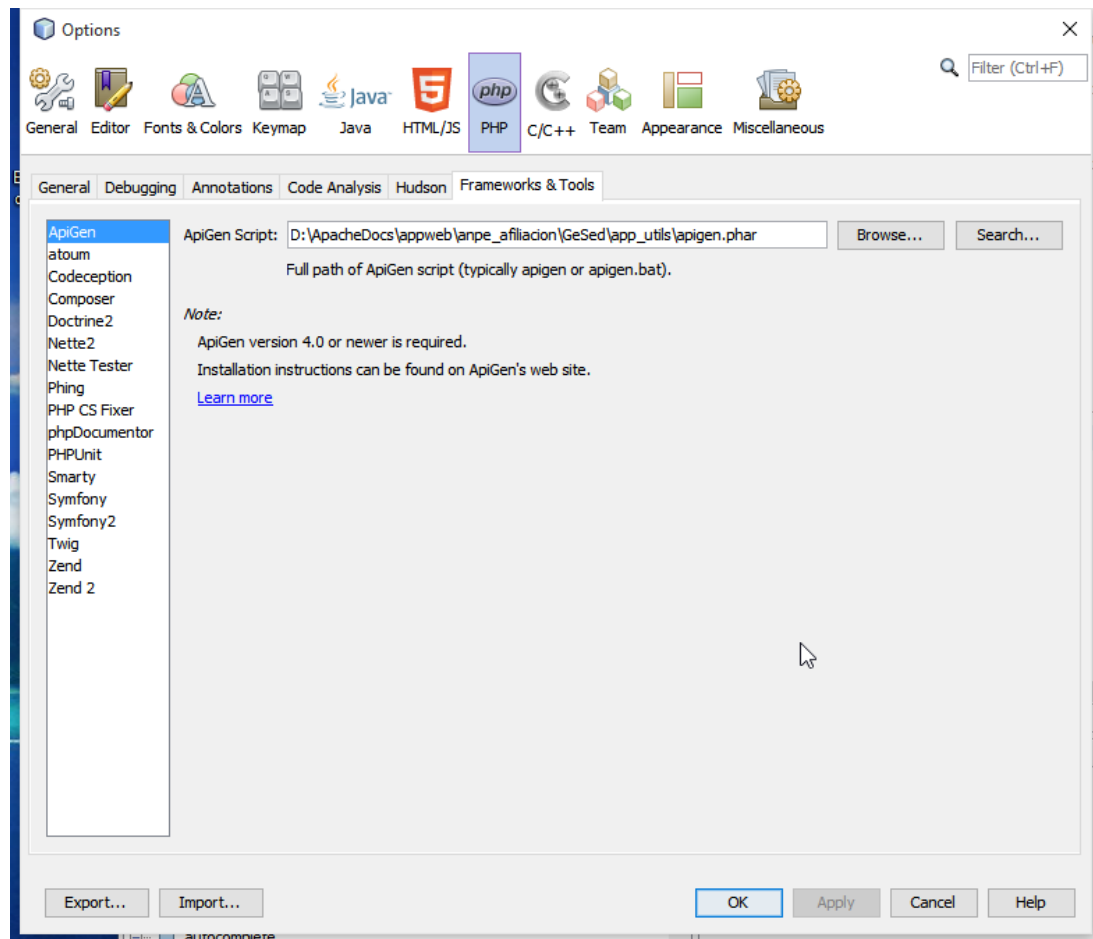 Options
Filter (Ctrl+F)
Java
php
General Editor Fonts & Colors Keymap Java HTML/JS PHP C/C++ Team Appearance Miscellaneous
General Debugging Annotations Code Analysis Hudson Frameworks & Tools
ApiGen
atoum
Codeception
Composer
Doctrine2
Nette2
Nette Tester
Phing
PHP CS Fixer
phpDocumentor
PHPUnit
Smarty
Symfony
Symfony2
Twig
Zend
Zend 2
ApiGen Script: D:\ApacheDocs\appweb\anpe_afiliacion\GeSed\app_utils\apigen.phar Browse... Search...
Full path of ApiGen script (typically apigen or apigen.bat).
Note:
ApiGen version 4.0 or newer is required.
Installation instructions can be found on ApiGen's web site.
Learn more
Export... Import... OK Apply Cancel Help
autocomplete